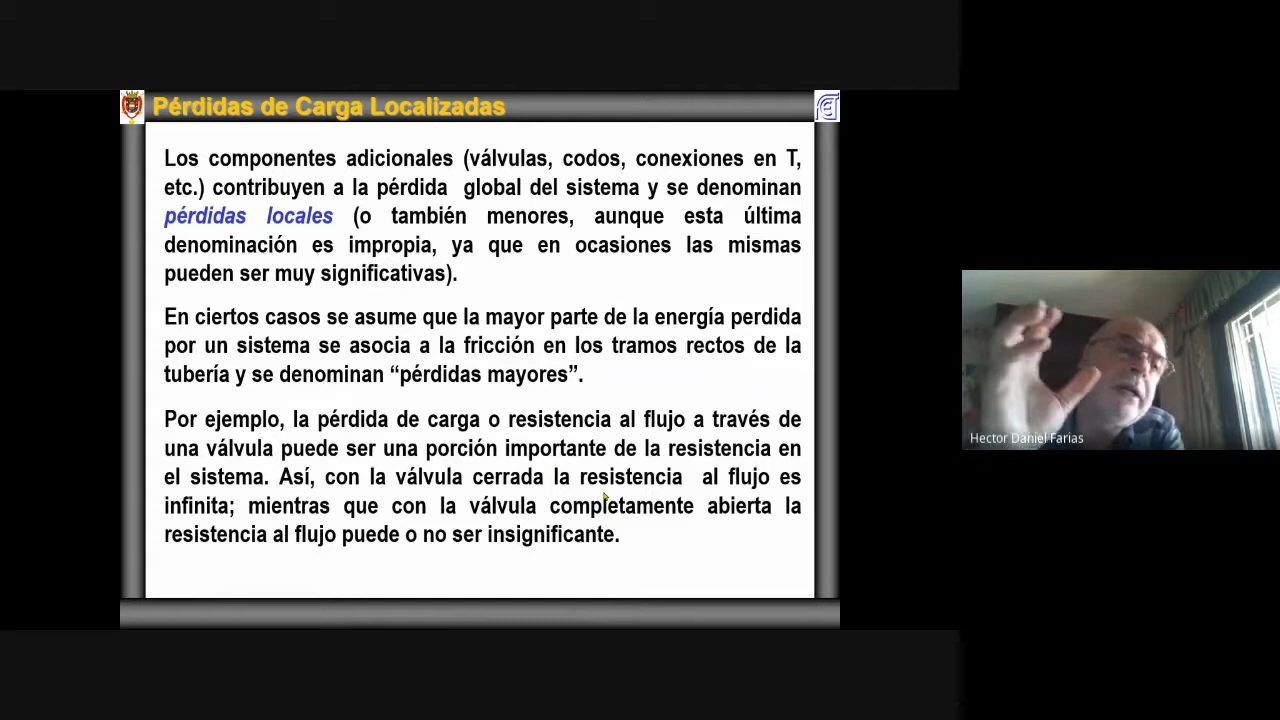 Pérdidas de Carga Localizadas
Los componentes adicionales (válvulas, codos, conexiones en T,
etc.) contribuyen a la pérdida global del sistema y se denominan
pérdidas locales (o también menores, aunque esta última
denominación es impropia, ya que en ocasiones las mismas
pueden ser muy significativas).
En ciertos casos se asume que la mayor parte de la energía perdida
por un sistema se asocia a la fricción en los tramos rectos de la
tubería y se denominan “pérdidas mayores”.
Por ejemplo, la pérdida de carga o resistencia al flujo a través de
una válvula puede ser una porción importante de la resistencia en
el sistema. Así, con la válvula cerrada la resistencia al flujo es
infinita; mientras que con la válvula completamente abierta la
resistencia al flujo puede o no ser insignificante.
Hector Daniel Farias